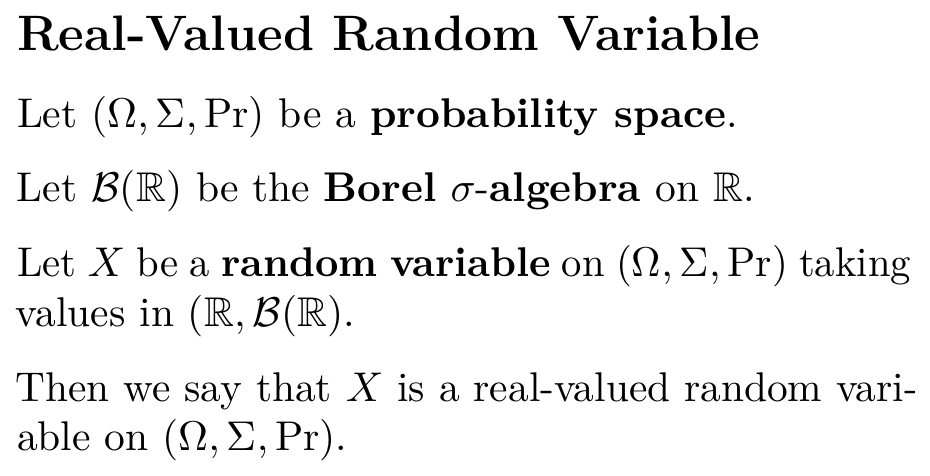 Real-Valued Random Variable
Let (Ω, Σ, Pr) be a probability space.
Let ℬ(ℝ) be the Borel σ-algebra on ℝ.
Let X be a random variable on (Ω, Σ, Pr) taking
values in (ℝ, ℬ(ℝ).
Then we say that X is a real-valued random vari-
able on (Ω, Σ, Pr).